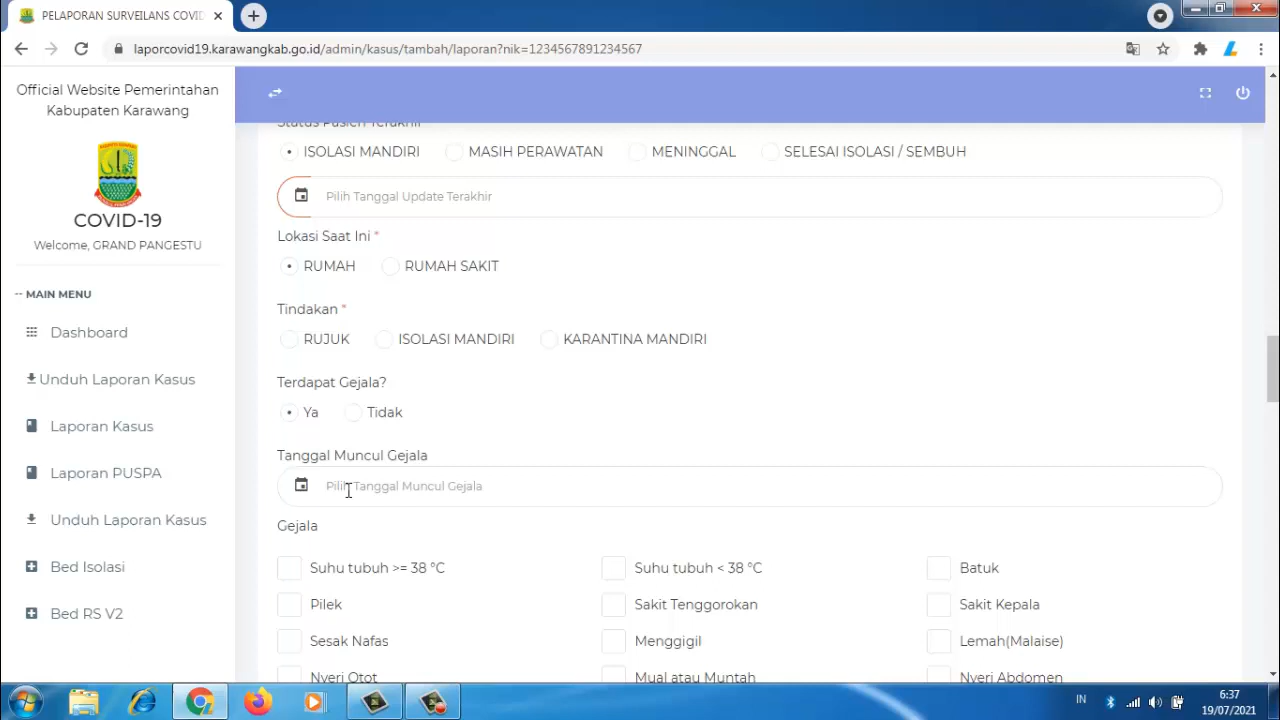 PELAPORAN SURVEILANS COVID
laporcovid19.karawangkab.go.id/admin/kasus/tambah/laporan?nik=1234567891234567
Official Website Pemerintahan
Kabupaten Karawang
COVID-19
Welcome, GRAND PANGESTU
-- MAIN MENU
Dashboard
Unduh Laporan Kasus
Laporan Kasus
Laporan PUSPA
Unduh Laporan Kasus
Bed Isolasi
Bed RS V2
Status Pasien Terakhir
ISOLASI MANDIRI MASIH PERAWATAN MENINGGAL SELESAI ISOLASI / SEMBUH
Pilih Tanggal Update Terakhir
Lokasi Saat Ini *
RUMAH RUMAH SAKIT
Tindakan *
RUJUK ISOLASI MANDIRI KARANTINA MANDIRI
Terdapat Gejala?
Ya Tidak
Tanggal Muncul Gejala
Pilih Tanggal Muncul Gejala
Gejala
Suhu tubuh >= 38 °C Suhu tubuh < 38 °C Batuk
Pilek Sakit Tenggorokan Sakit Kepala
Sesak Nafas Menggigil Lemah(Malaise)
Nyeri Otot Mual atau Muntah Nyeri Abdomen
IN
6:37
19/07/2021